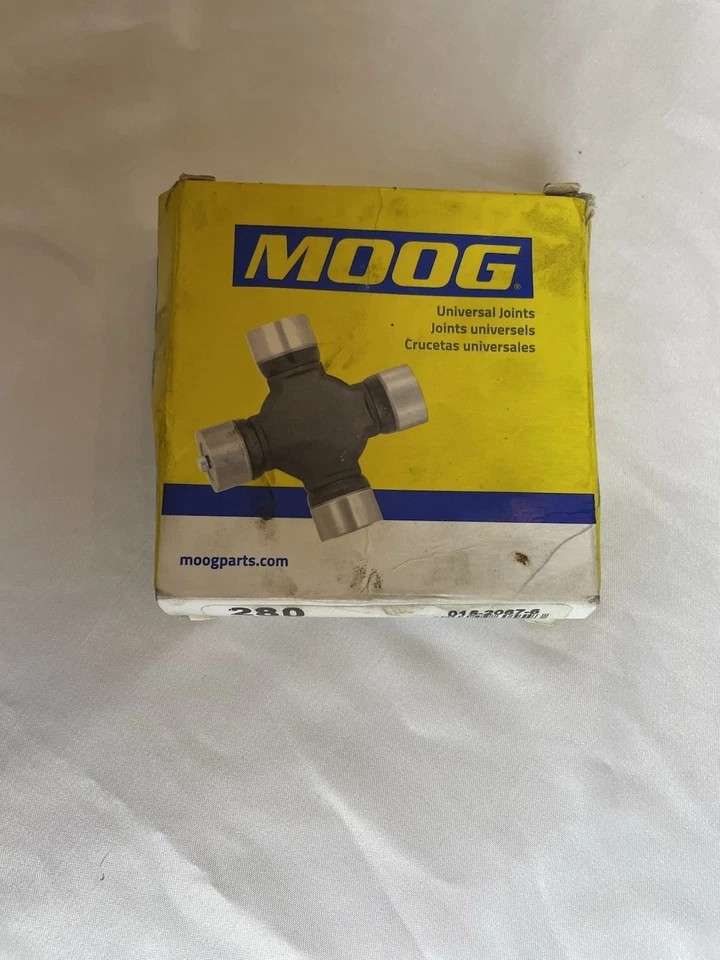 MOOG®
Universal Joints
Joints universels
Crucetas universales
moogparts.com
280